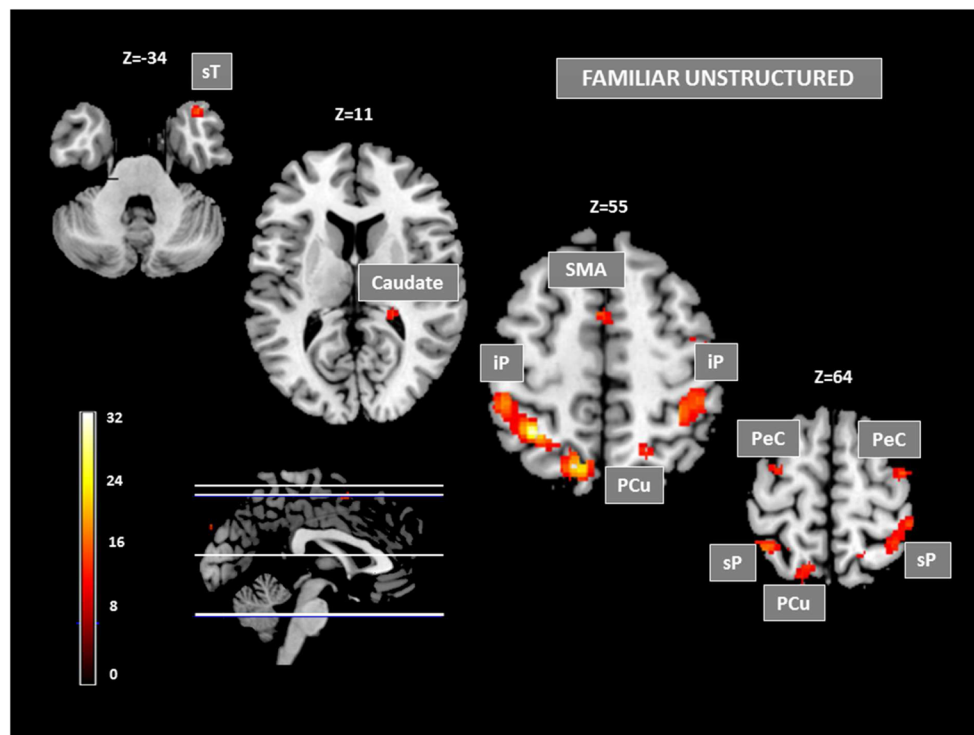 Z=-34
sT
FAMILIAR UNSTRUCTURED
Z=11
Caudate
Z=55
SMA
iP
iP
PCu
Z=64
PeC
PeC
sP
sP
PCu
32
24
16
8
0